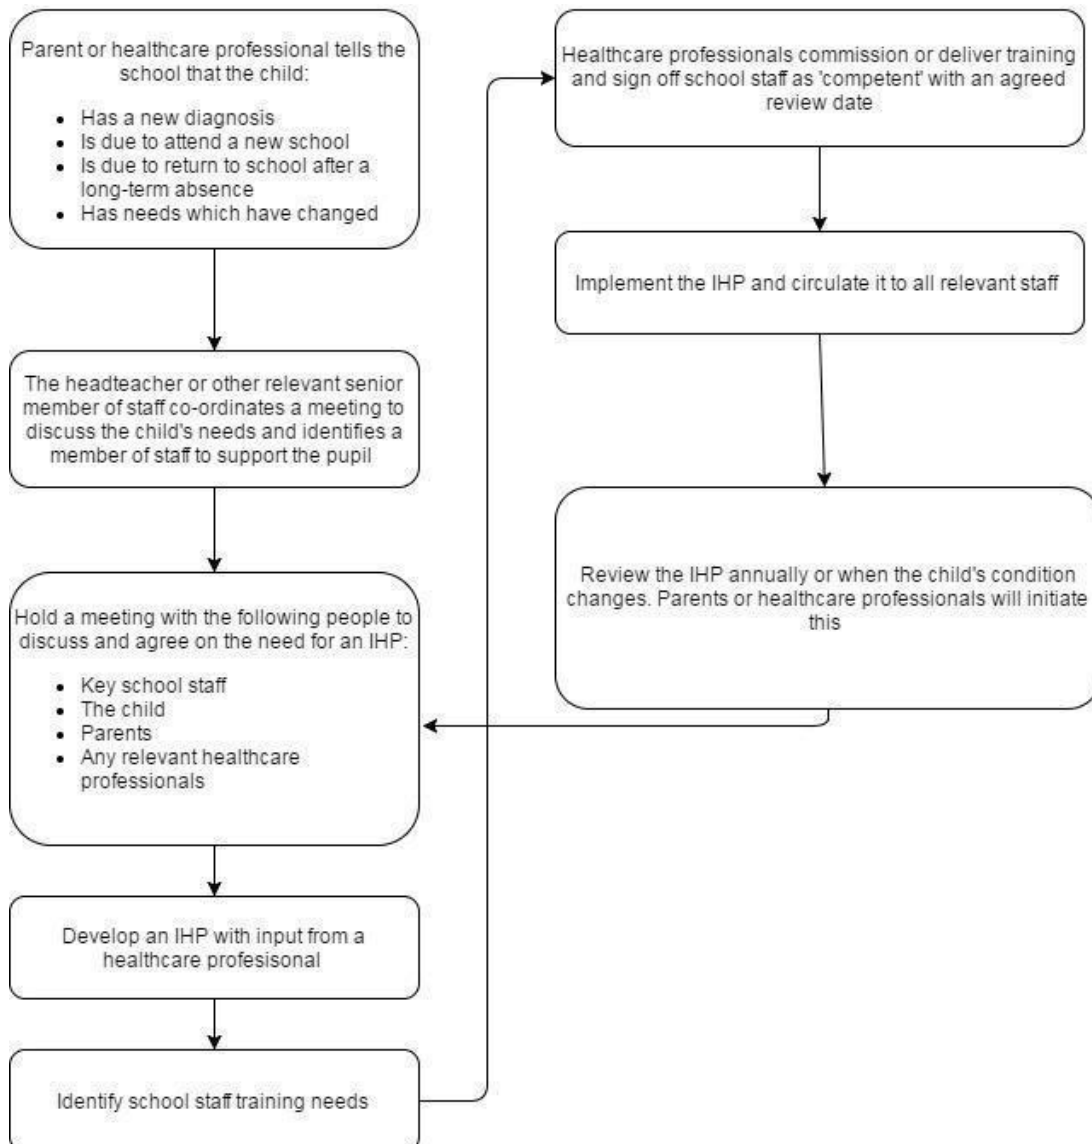 Parent or healthcare professional tells the
school that the child:
• Has a new diagnosis
• Is due to attend a new school
• Is due to return to school after a
long-term absence
• Has needs which have changed
The headteacher or other relevant senior
member of staff co-ordinates a meeting to
discuss the child's needs and identifies a
member of staff to support the pupil
Hold a meeting with the following people to
discuss and agree on the need for an IHP:
• Key school staff
• The child
• Parents
• Any relevant healthcare
professionals
Develop an IHP with input from a
healthcare profesisonal
Identify school staff training needs
Healthcare professionals commission or deliver training
and sign off school staff as 'competent' with an agreed
review date
Implement the IHP and circulate it to all relevant staff
Review the IHP annually or when the child's condition
changes. Parents or healthcare professionals will initiate
this